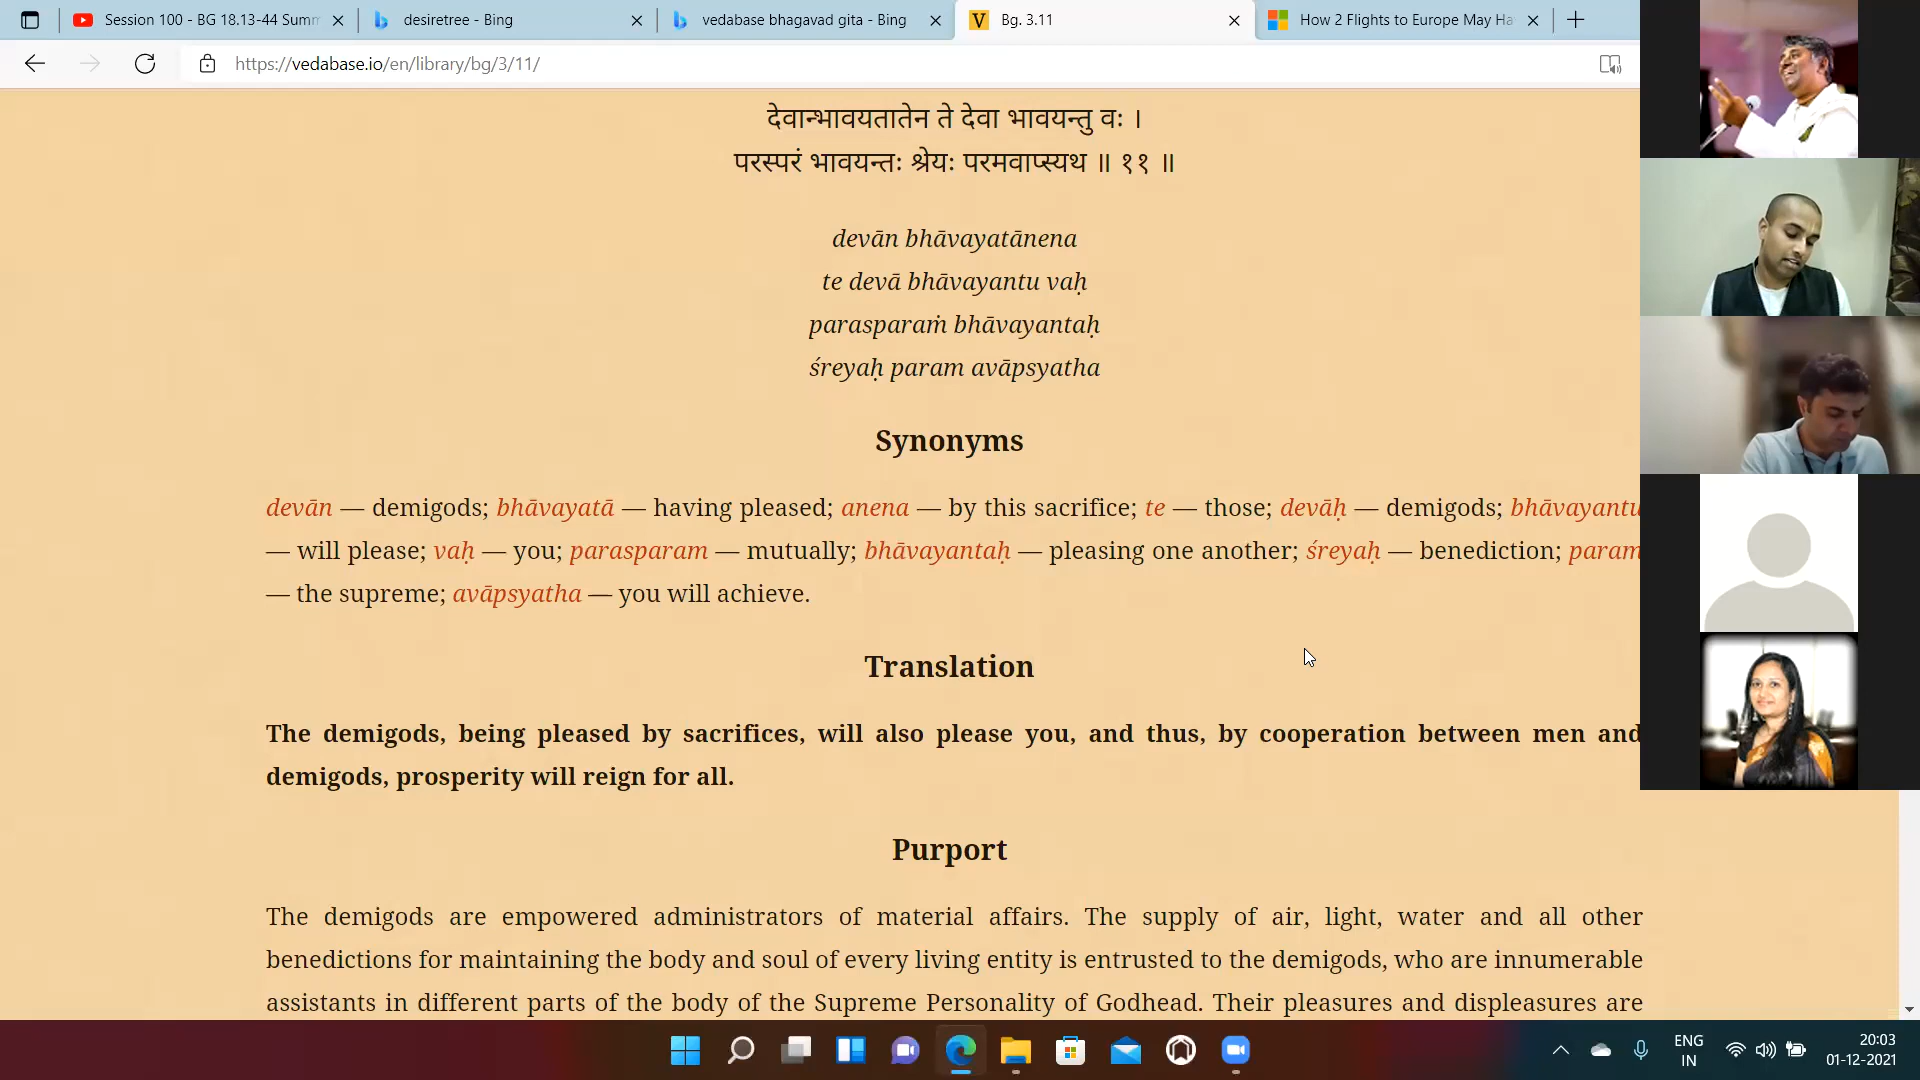 Session 100 - BG 18.13-44 Summ
desiretree - Bing
vedabase bhagavad gita - Bing
Bg. 3.11
How 2 Flights to Europe May Ha
https://vedabase.io/en/library/bg/3/11/
देवान्भावयतातेन ते देवा भावयन्तु वः ।
परस्परं भावयन्तः श्रेयः परमवाप्स्यथ ॥ ११ ॥
devān bhāvayatānena
te devā bhāvayantu vaḥ
parasparaṁ bhāvayantaḥ
śreyaḥ param avāpsyatha
Synonyms
devān — demigods; bhāvayatā — having pleased; anena — by this sacrifice; te — those; devāḥ — demigods; bhāvayantu
— will please; vaḥ — you; parasparam — mutually; bhāvayantaḥ — pleasing one another; śreyaḥ — benediction; param
— the supreme; avāpsyatha — you will achieve.
Translation
The demigods, being pleased by sacrifices, will also please you, and thus, by cooperation between men and
demigods, prosperity will reign for all.
Purport
The demigods are empowered administrators of material affairs. The supply of air, light, water and all other
benedictions for maintaining the body and soul of every living entity is entrusted to the demigods, who are innumerable
assistants in different parts of the body of the Supreme Personality of Godhead. Their pleasures and displeasures are
ENG
IN
20:03
01-12-2021